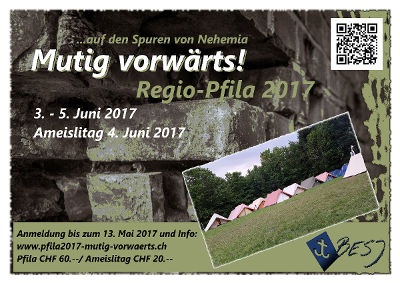 ...auf den Spuren von Nehemia
Mutig vorwärts!
Regio-Pfila 2017
3. - 5. Juni 2017
Ameislitag 4. Juni 2017
Anmeldung bis zum 13. Mai 2017 und Info:
www.pfila2017-mutig-vorwaerts.ch
Pfila CHF 60.--/ Ameislitag CHF 20.--
BESJ